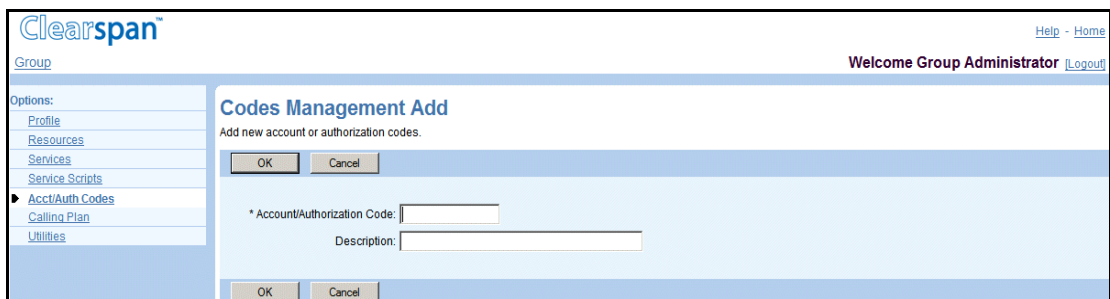 Clearspan™
Help - Home
Group
Welcome Group Administrator [Logout]
Options:
Profile
Resources
Services
Service Scripts
Acct/Auth Codes
Calling Plan
Utilities
Codes Management Add
Add new account or authorization codes.
OK Cancel
* Account/Authorization Code:
Description:
OK Cancel